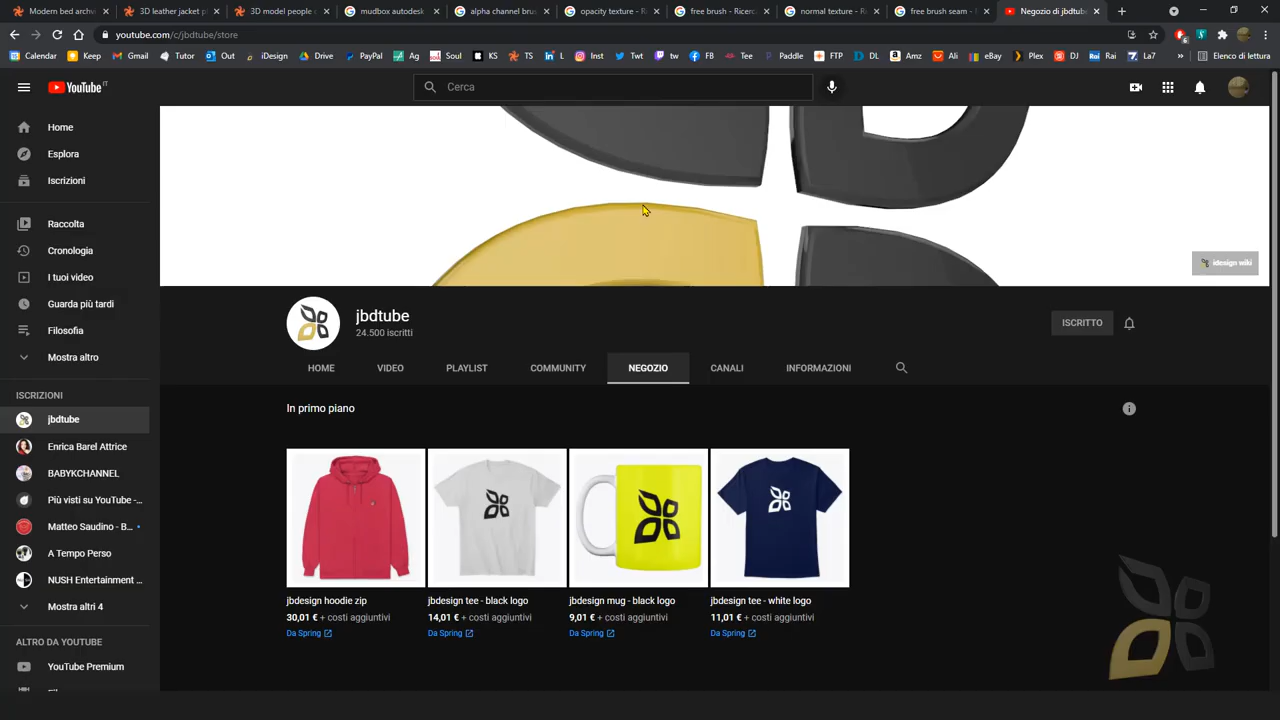 Modern bed archiv
3D leather jacket pl
3D model people c
mudbox autodesk
alpha channel brus
opacity texture - Ri
free brush - Ricerca
normal texture - Ri
free brush seam - R
Negozio di jbdtube
youtube.com/c/jbdtube/store
Calendar
Keep
Gmail
Tutor
Out
iDesign
Drive
PayPal
Ag
Soul
KS
TS
L
Inst
Twt
tw
FB
Tee
Paddle
FTP
DL
Amz
Ali
eBay
Plex
DJ
Rai
La7
»
Elenco di lettura
YouTube IT
Cerca
Home
Esplora
Iscrizioni
Raccolta
Cronologia
I tuoi video
Guarda più tardi
Filosofia
Mostra altro
ISCRIZIONI
jbdtube
Enrica Barel Attrice
BABYKCHANNEL
Più visti su YouTube -...
Matteo Saudino - B...
A Tempo Perso
NUSH Entertainment ...
Mostra altri 4
ALTRO DA YOUTUBE
YouTube Premium
idesign wiki
jbdtube
24.500 iscritti
ISCRITTO
HOME
VIDEO
PLAYLIST
COMMUNITY
NEGOZIO
CANALI
INFORMAZIONI
In primo piano
jbdesign hoodie zip
30,01 € + costi aggiuntivi
Da Spring
jbdesign tee - black logo
14,01 € + costi aggiuntivi
Da Spring
jbdesign mug - black logo
9,01 € + costi aggiuntivi
Da Spring
jbdesign tee - white logo
11,01 € + costi aggiuntivi
Da Spring